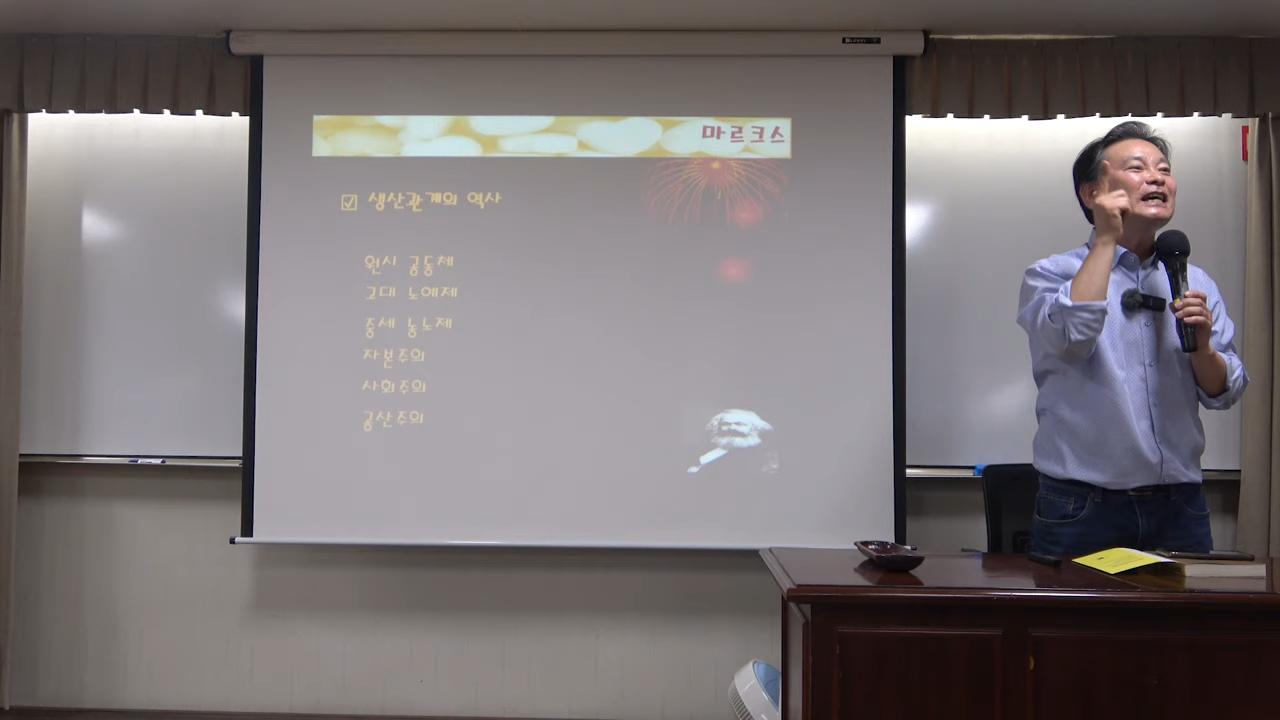 마르크스
☑ 생산관계의 역사
원시 공동체
고대 노예제
중세 농노제
자본주의
사회주의
공산주의